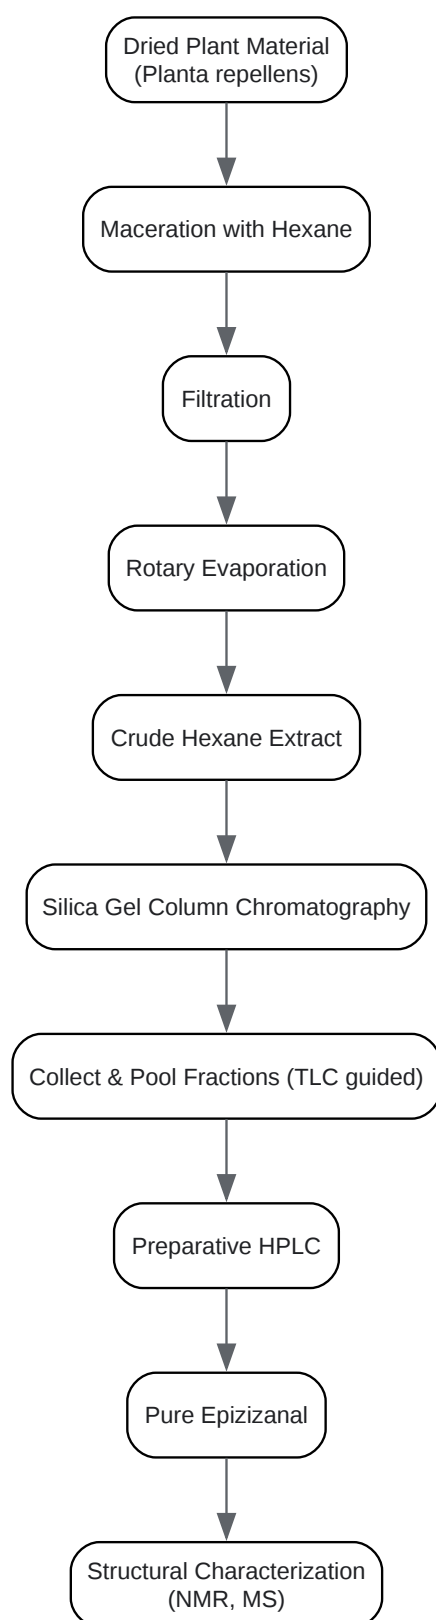 Dried Plant Material
(Planta repellens)
Maceration with Hexane
Filtration
Rotary Evaporation
Crude Hexane Extract
Silica Gel Column Chromatography
Collect & Pool Fractions (TLC guided)
Preparative HPLC
Pure Epizizanal
Structural Characterization
(NMR, MS)